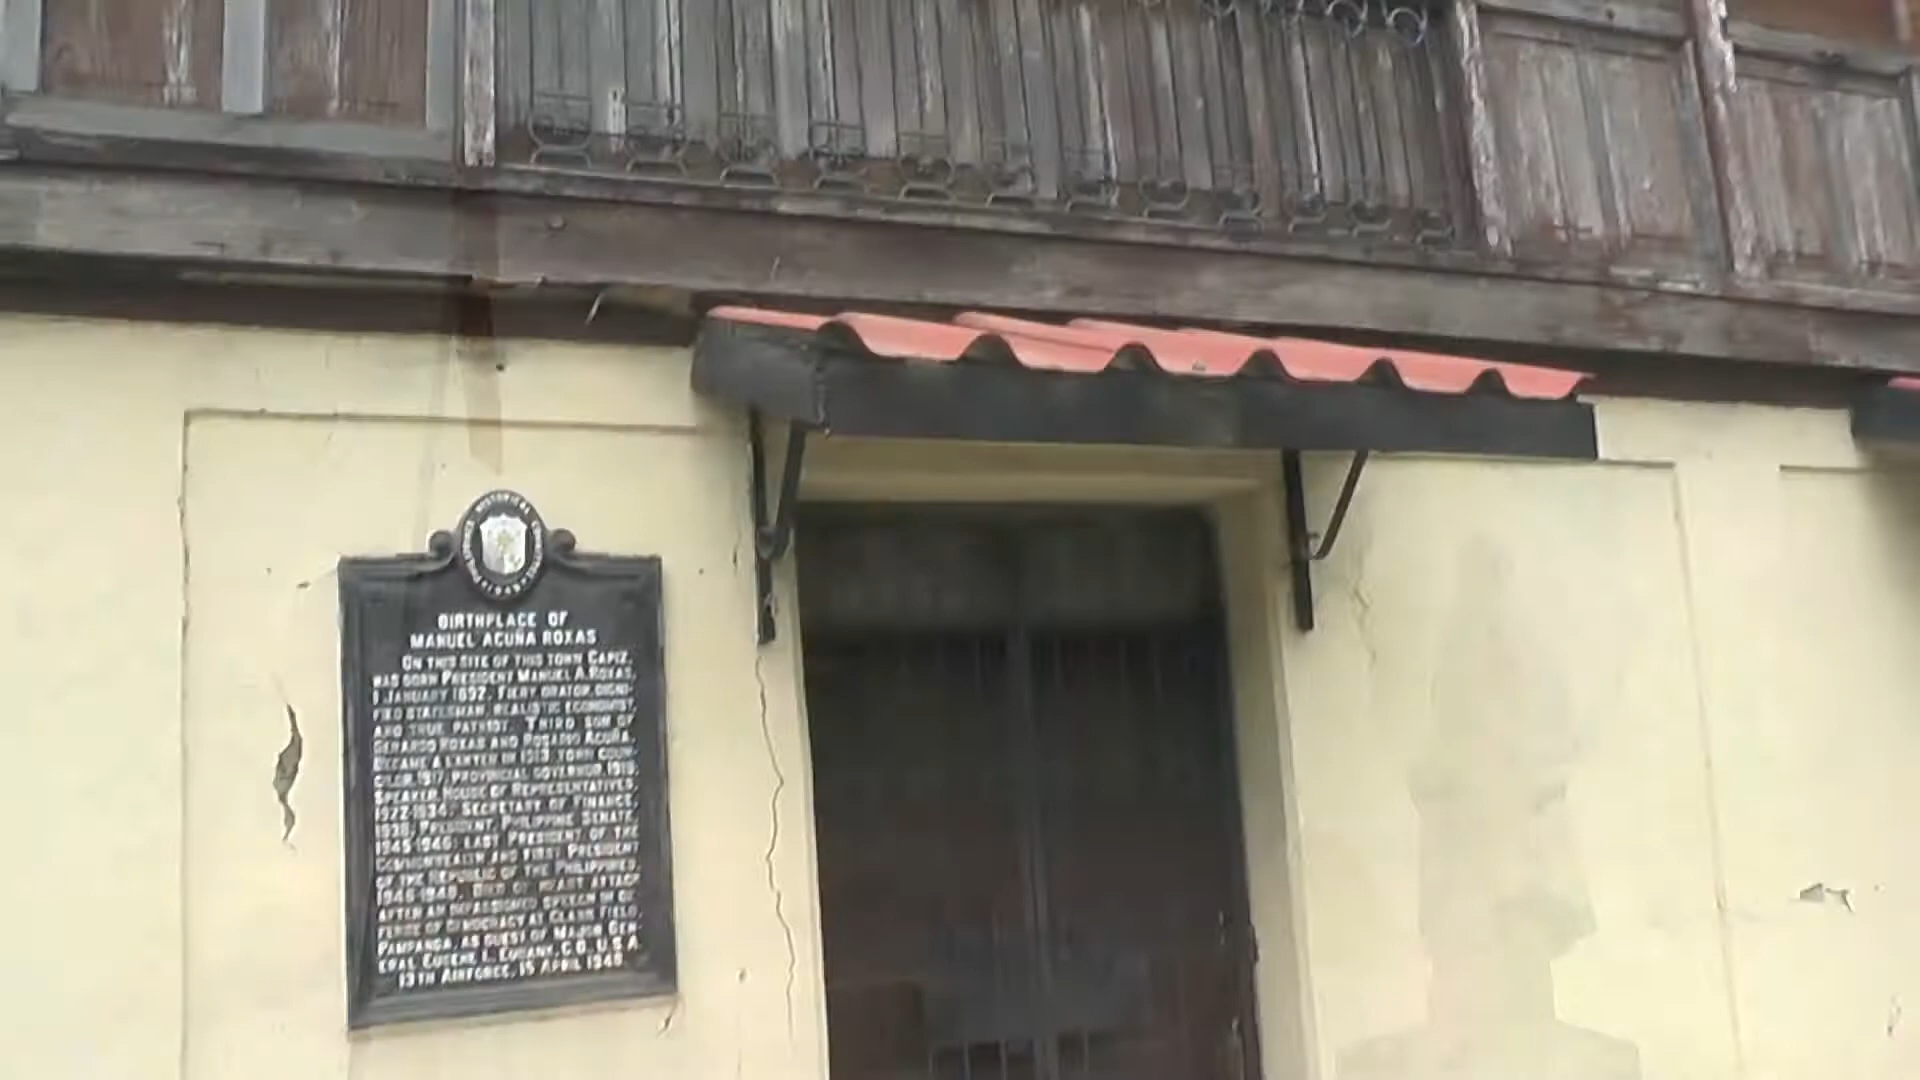 PHILIPPINES HISTORICAL COMMITTEE
1948
BIRTHPLACE OF
MANUEL ACUÑA ROXAS
ON THIS SITE OF THIS TOWN CAPIZ,
WAS BORN PRESIDENT MANUEL A. ROXAS,
1 JANUARY 1892. FIERY ORATOR, DIGNI-
FIED STATESMAN, REALISTIC ECONOMIST,
AND TRUE PATRIOT. THIRD SON OF
GERARDO ROXAS AND ROSARIO ACUÑA.
BECAME A LAWYER IN 1913; TOWN COUN-
CILOR, 1917; PROVINCIAL GOVERNOR, 1919;
SPEAKER, HOUSE OF REPRESENTATIVES,
1922-1934; SECRETARY OF FINANCE,
1938; PRESIDENT, PHILIPPINE SENATE,
1945-1946; LAST PRESIDENT OF THE
COMMONWEALTH AND FIRST PRESIDENT
OF THE REPUBLIC OF THE PHILIPPINES,
1946-1948. DIED OF HEART ATTACK
AFTER AN IMPASSIONED SPEECH IN DE-
FENSE OF DEMOCRACY AT CLARK FIELD,
PAMPANGA, AS GUEST OF MAJOR GEN-
ERAL EUGENE L. EUBANK, C.G., U.S.A.
13TH AIRFORCE, 15 APRIL 1948.